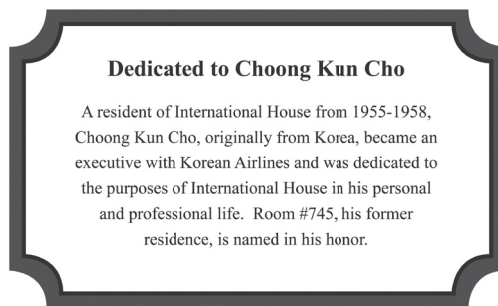 Dedicated to Choong Kun Cho
A resident of International House from 1955-1958,
Choong Kun Cho, originally from Korea, became an
executive with Korean Airlines and was dedicated to
the purposes of International House in his personal
and professional life. Room #745, his former
residence, is named in his honor.